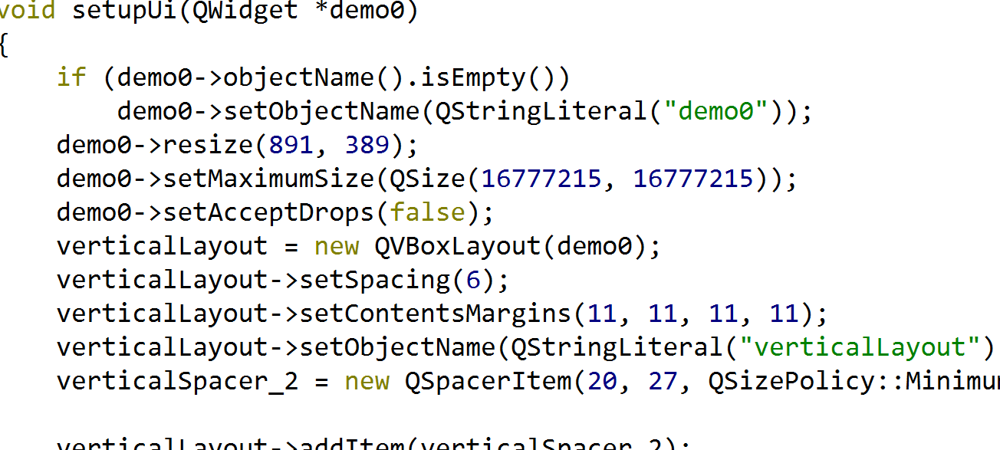 void setupUi(QWidget *demo0)
{
if (demo0->objectName().isEmpty())
demo0->setObjectName(QStringLiteral("demo0"));
demo0->resize(891, 389);
demo0->setMaximumSize(QSize(16777215, 16777215));
demo0->setAcceptDrops(false);
verticalLayout = new QVBoxLayout(demo0);
verticalLayout->setSpacing(6);
verticalLayout->setContentsMargins(11, 11, 11, 11);
verticalLayout->setObjectName(QStringLiteral("verticalLayout")
verticalSpacer_2 = new QSpacerItem(20, 27, QSizePolicy::Minimum
verticalLayout->addItem(verticalSpacer_2);